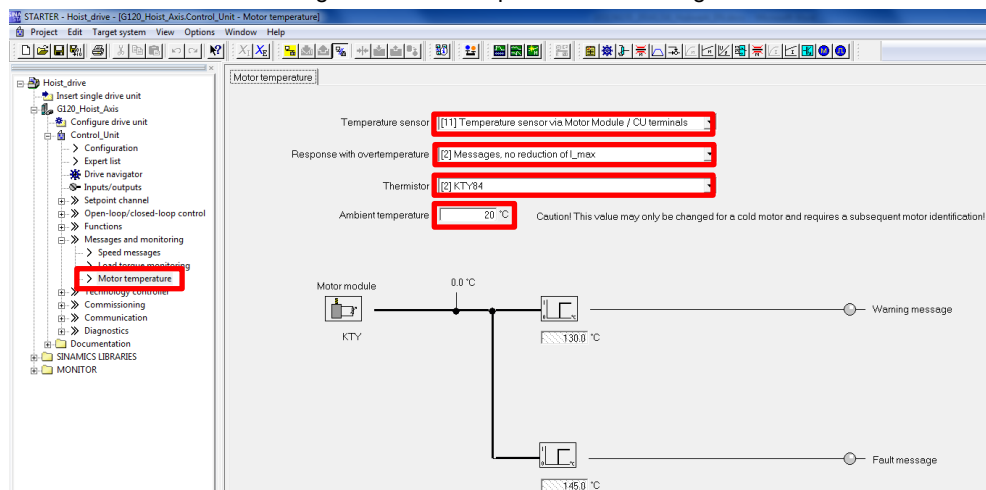 STARTER - Hoist_drive - [G120_Hoist_Axis.Control_Unit - Motor temperature]
Project Edit Target system View Options Window Help
Hoist_drive
Insert single drive unit
G120_Hoist_Axis
Configure drive unit
Control_Unit
Configuration
Expert list
Drive navigator
Inputs/outputs
Setpoint channel
Open-loop/closed-loop control
Functions
Messages and monitoring
Speed messages
Load torque monitoring
Motor temperature
Technology controller
Commissioning
Communication
Diagnostics
Documentation
SINAMICS LIBRARIES
MONITOR
Motor temperature
Temperature sensor [11] Temperature sensor via Motor Module / CU terminals
Response with overtemperature [2] Messages, no reduction of I_max
Thermistor [2] KTY84
Ambient temperature 20 °C Caution! This value may only be changed for a cold motor and requires a subsequent motor identification!
Motor module 0.0 °C
KTY
Warning message
130.0 °C
Fault message
145.0 °C